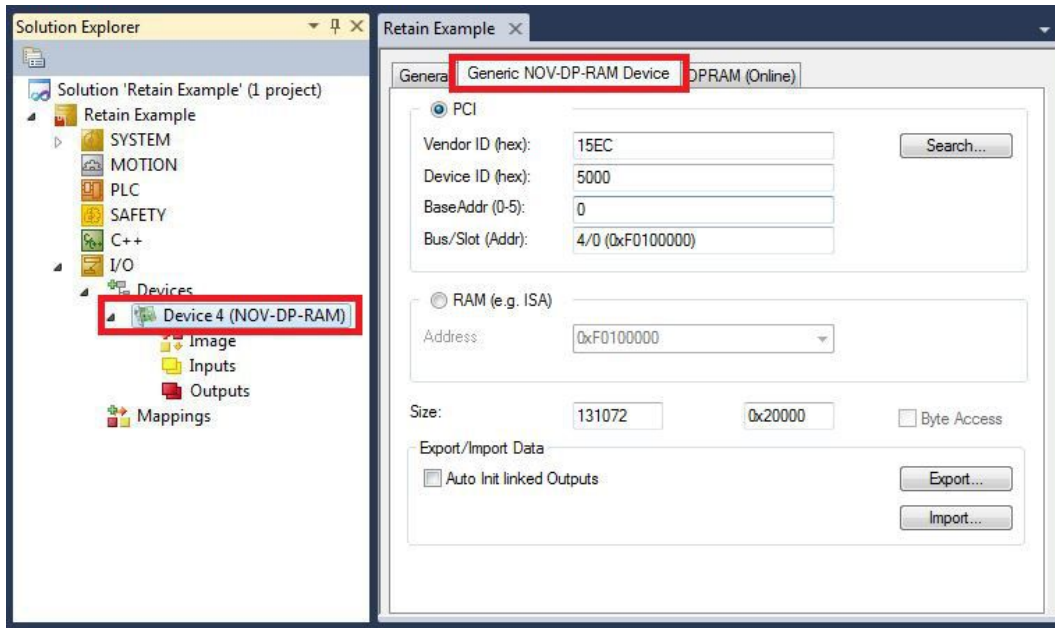 Solution Explorer
Solution 'Retain Example' (1 project)
Retain Example
SYSTEM
MOTION
PLC
SAFETY
C++
I/O
Devices
Device 4 (NOV-DP-RAM)
Image
Inputs
Outputs
Mappings
Retain Example
Genera Generic NOV-DP-RAM Device DPRAM (Online)
PCI
Vendor ID (hex): 15EC Search...
Device ID (hex): 5000
BaseAddr (0-5): 0
Bus/Slot (Addr): 4/0 (0xF0100000)
RAM (e.g. ISA)
Address 0xF0100000
Size: 131072 0x20000 Byte Access
Export/Import Data
Auto Init linked Outputs Export...
Import...